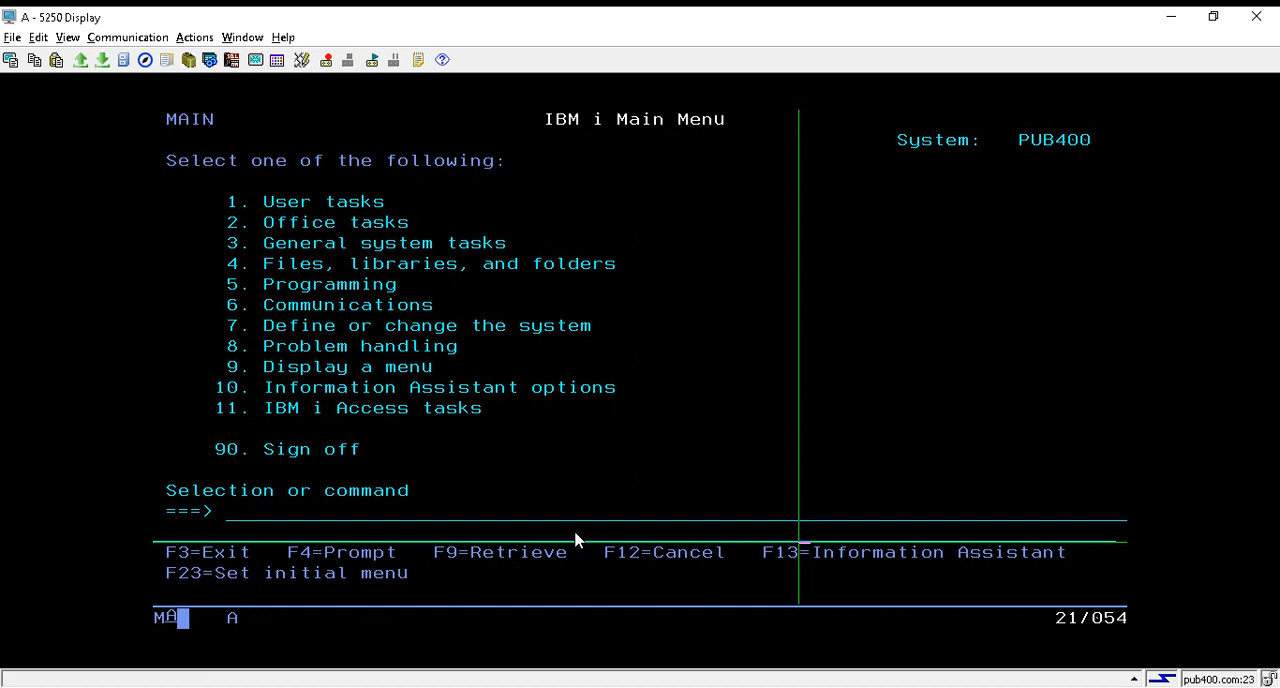 A - 5250 Display
File Edit View Communication Actions Window Help
MAIN IBM i Main Menu
System: PUB400
Select one of the following:
1. User tasks
2. Office tasks
3. General system tasks
4. Files, libraries, and folders
5. Programming
6. Communications
7. Define or change the system
8. Problem handling
9. Display a menu
10. Information Assistant options
11. IBM i Access tasks
90. Sign off
Selection or command
===>
F3=Exit F4=Prompt F9=Retrieve F12=Cancel F13=Information Assistant
F23=Set initial menu
MA A 21/054
pub400.com:23